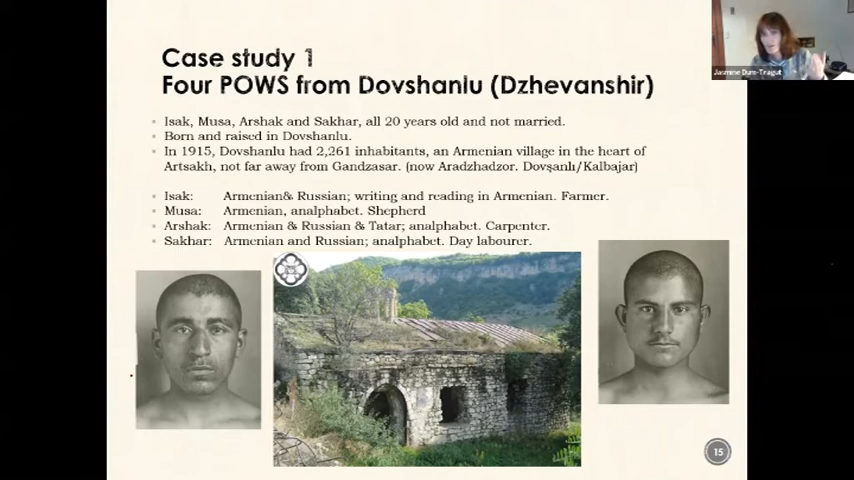 Case study 1
Four POWS from Dovshanlu (Dzhevanshir)
Isak, Musa, Arshak and Sakhar, all 20 years old and not married.
Born and raised in Dovshanlu.
In 1915, Dovshanlu had 2,261 inhabitants, an Armenian village in the heart of
Artsakh, not far away from Gandzasar. (now Aradzhadzor. Dovşanlı/Kalbajar)
Isak: Armenian& Russian; writing and reading in Armenian. Farmer.
Musa: Armenian, analphabet. Shepherd
Arshak: Armenian & Russian & Tatar; analphabet. Carpenter.
Sakhar: Armenian and Russian; analphabet. Day labourer.
15
Jasmine Dum-Tragut